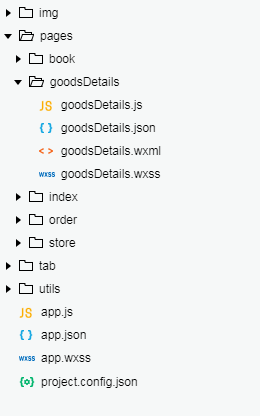 img
pages
book
goodsDetails
JS goodsDetails.js
{ } goodsDetails.json
< > goodsDetails.wxml
wxss goodsDetails.wxss
index
order
store
tab
utils
JS app.js
{ } app.json
wxss app.wxss
{o} project.config.json